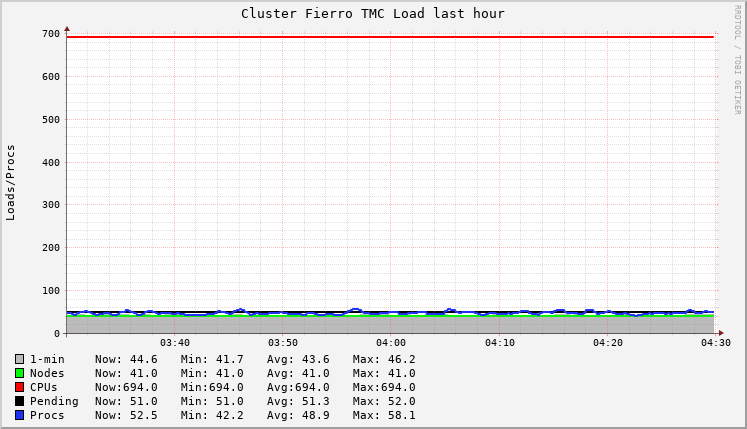 Cluster Fierro TMC Load last hour
RRDTOOL / TOBI OETIKER
Loads/Procs
700
600
500
400
300
200
100
0
03:40 03:50 04:00 04:10 04:20 04:30
1-min Now: 44.6 Min: 41.7 Avg: 43.6 Max: 46.2
Nodes Now: 41.0 Min: 41.0 Avg: 41.0 Max: 41.0
CPUs Now:694.0 Min:694.0 Avg:694.0 Max:694.0
Pending Now: 51.0 Min: 51.0 Avg: 51.3 Max: 52.0
Procs Now: 52.5 Min: 42.2 Avg: 48.9 Max: 58.1